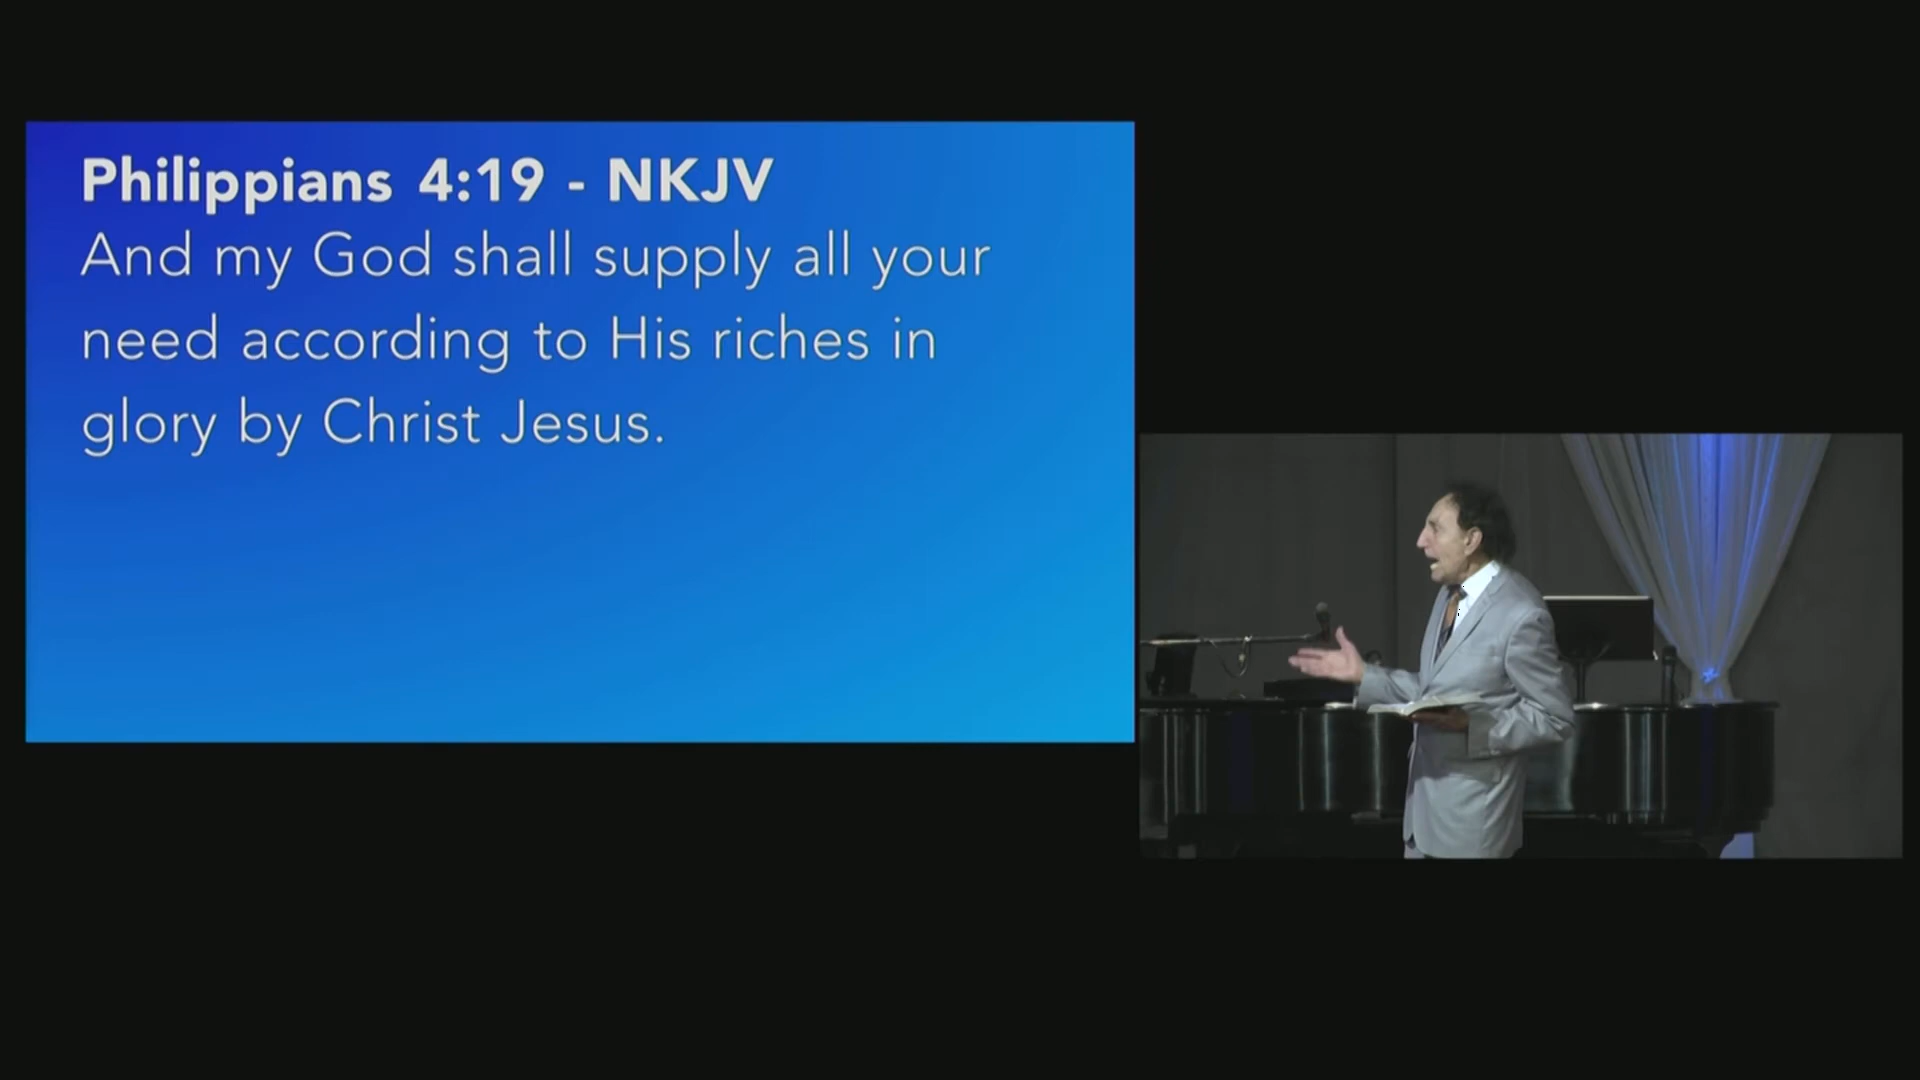 Philippians 4:19 - NKJV
And my God shall supply all your
need according to His riches in
glory by Christ Jesus.